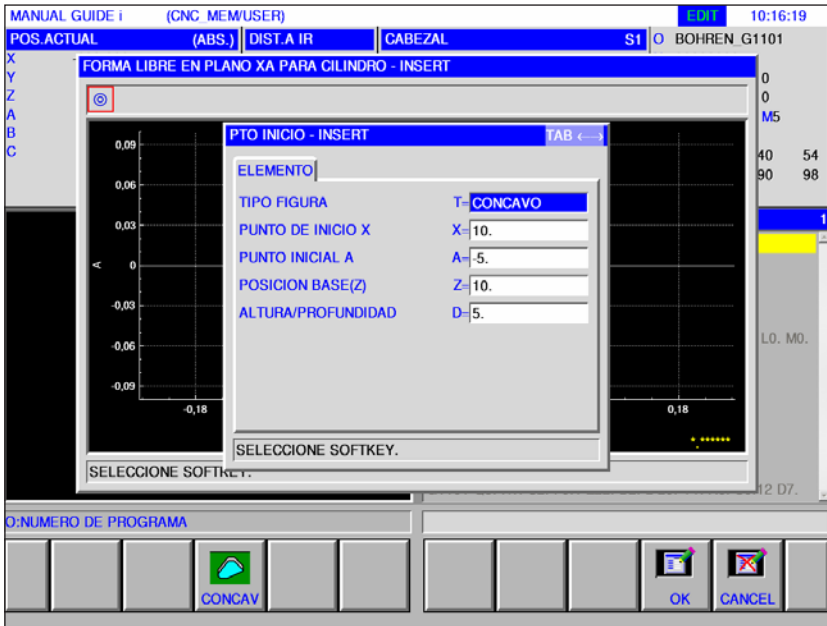 MANUAL GUIDE i (CNC_MEM/USER) EDIT 10:16:19
POS.ACTUAL (ABS.) DIST.A IR CABEZAL S1 O BOHREN_G1101
X
Y
Z
A
B
C
FORMA LIBRE EN PLANO XA PARA CILINDRO - INSERT
0
0
M5
40 54
90 98
1
L0. M0.
12 D7.
0,09
0,06
0,03
A 0
-0,03
-0,06
-0,09
-0,18 0,18
*.******
PTO INICIO - INSERT TAB ←→
ELEMENTO
TIPO FIGURA T=CONCAVO
PUNTO DE INICIO X X=10.
PUNTO INICIAL A A=-5.
POSICION BASE(Z) Z=10.
ALTURA/PROFUNDIDAD D=5.
SELECCIONE SOFTKEY.
SELECCIONE
O:NUMERO DE PROGRAMA
CONCAV OK CANCEL